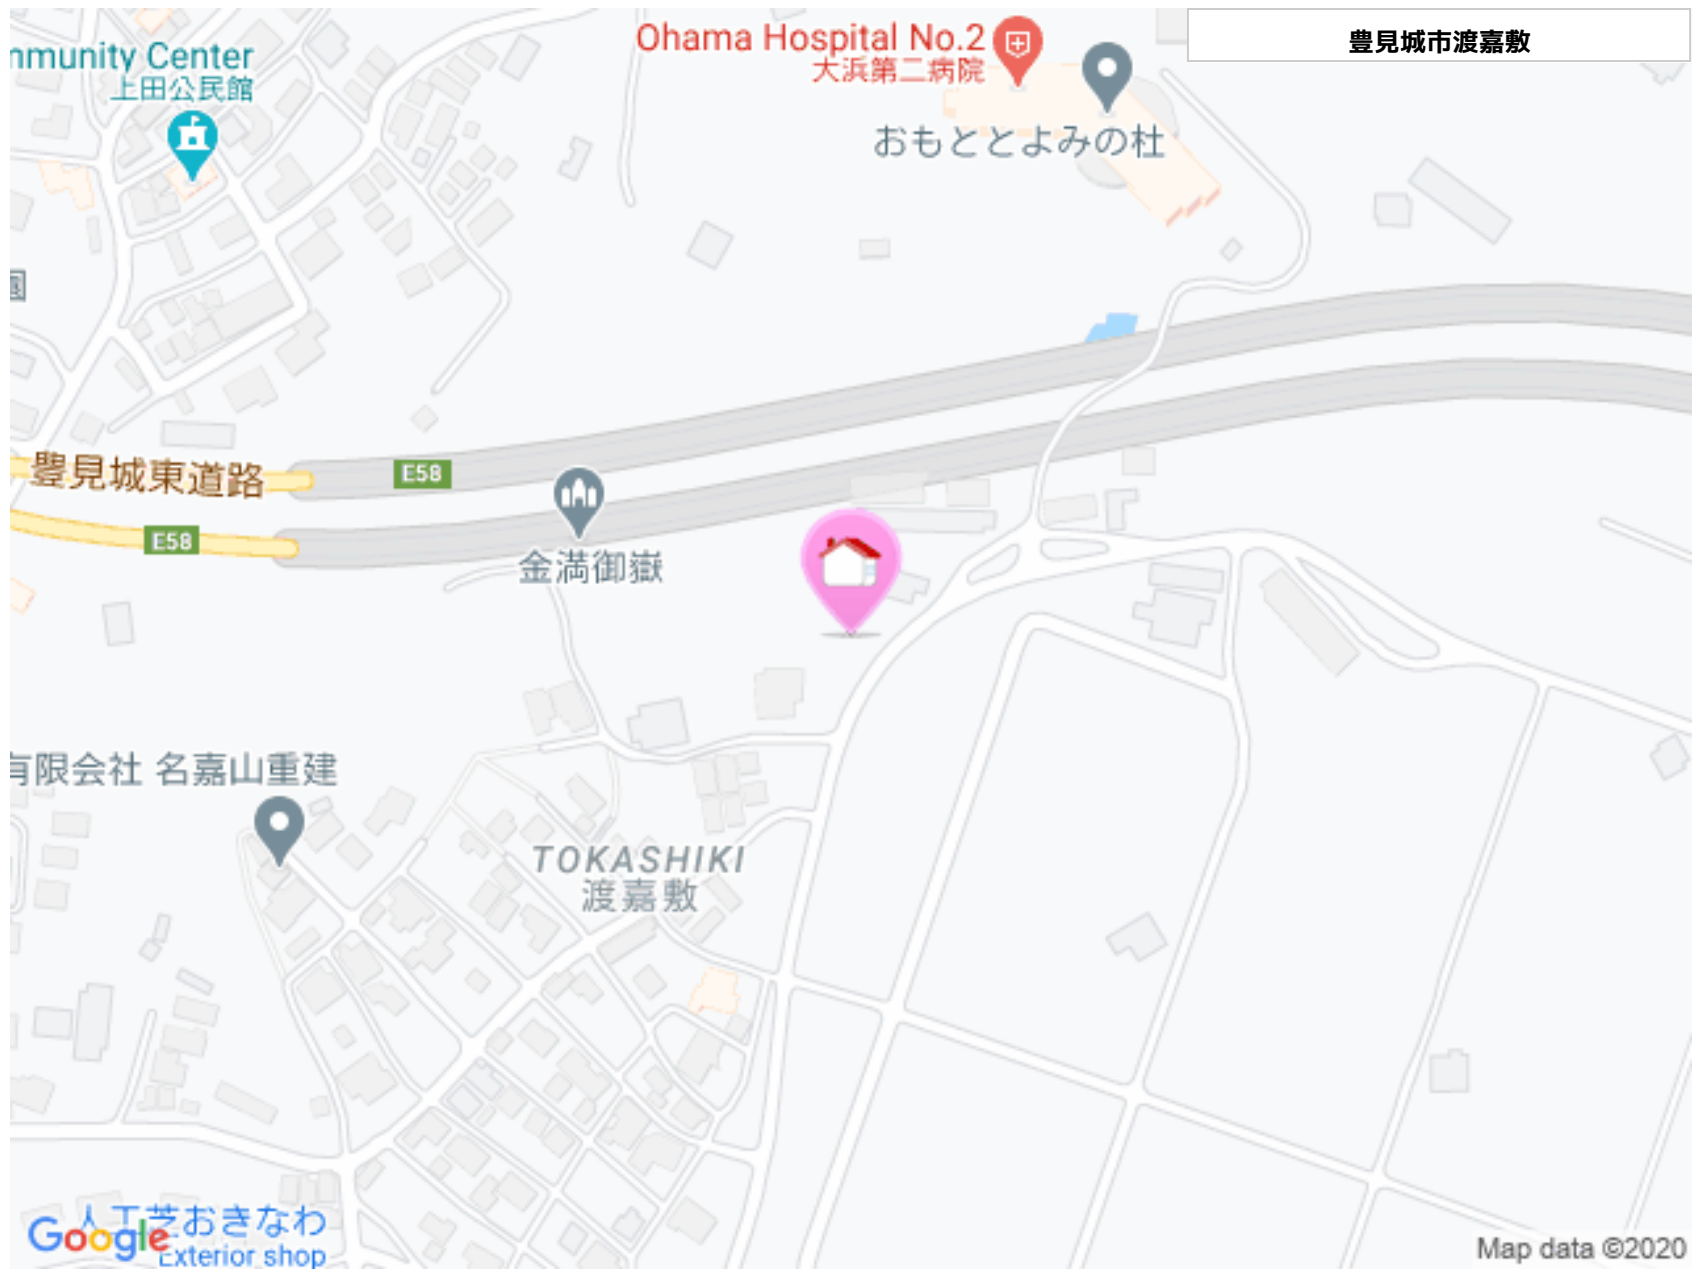 豊見城市渡嘉敷
Ohama Hospital No.2
大浜第二病院
mmunity Center
上田公民館
おもととよみの杜
園
豊見城東道路
E58
E58
金満御嶽
有限会社 名嘉山重建
TOKASHIKI
渡嘉敷
人工芝おきなわ
Exterior shop
Google
Map data ©2020